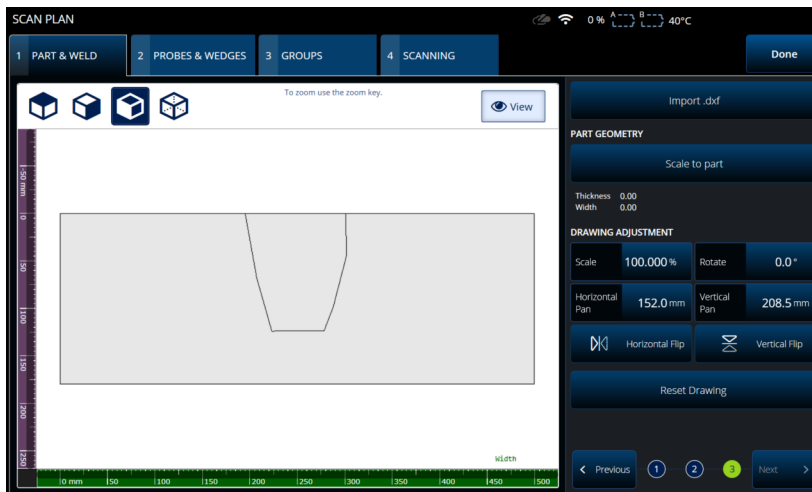 SCAN PLAN
0 % A B 40°C
1 PART & WELD
2 PROBES & WEDGES
3 GROUPS
4 SCANNING
Done
To zoom use the zoom key.
View
-50 mm
0
50
100
150
200
250
Width
0 mm 50 100 150 200 250 300 350 400 450 500
Import .dxf
PART GEOMETRY
Scale to part
Thickness 0.00
Width 0.00
DRAWING ADJUSTMENT
Scale 100.000 %
Rotate 0.0 °
Horizontal Pan 152.0 mm
Vertical Pan 208.5 mm
Horizontal Flip
Vertical Flip
Reset Drawing
Previous 1 2 3 Next